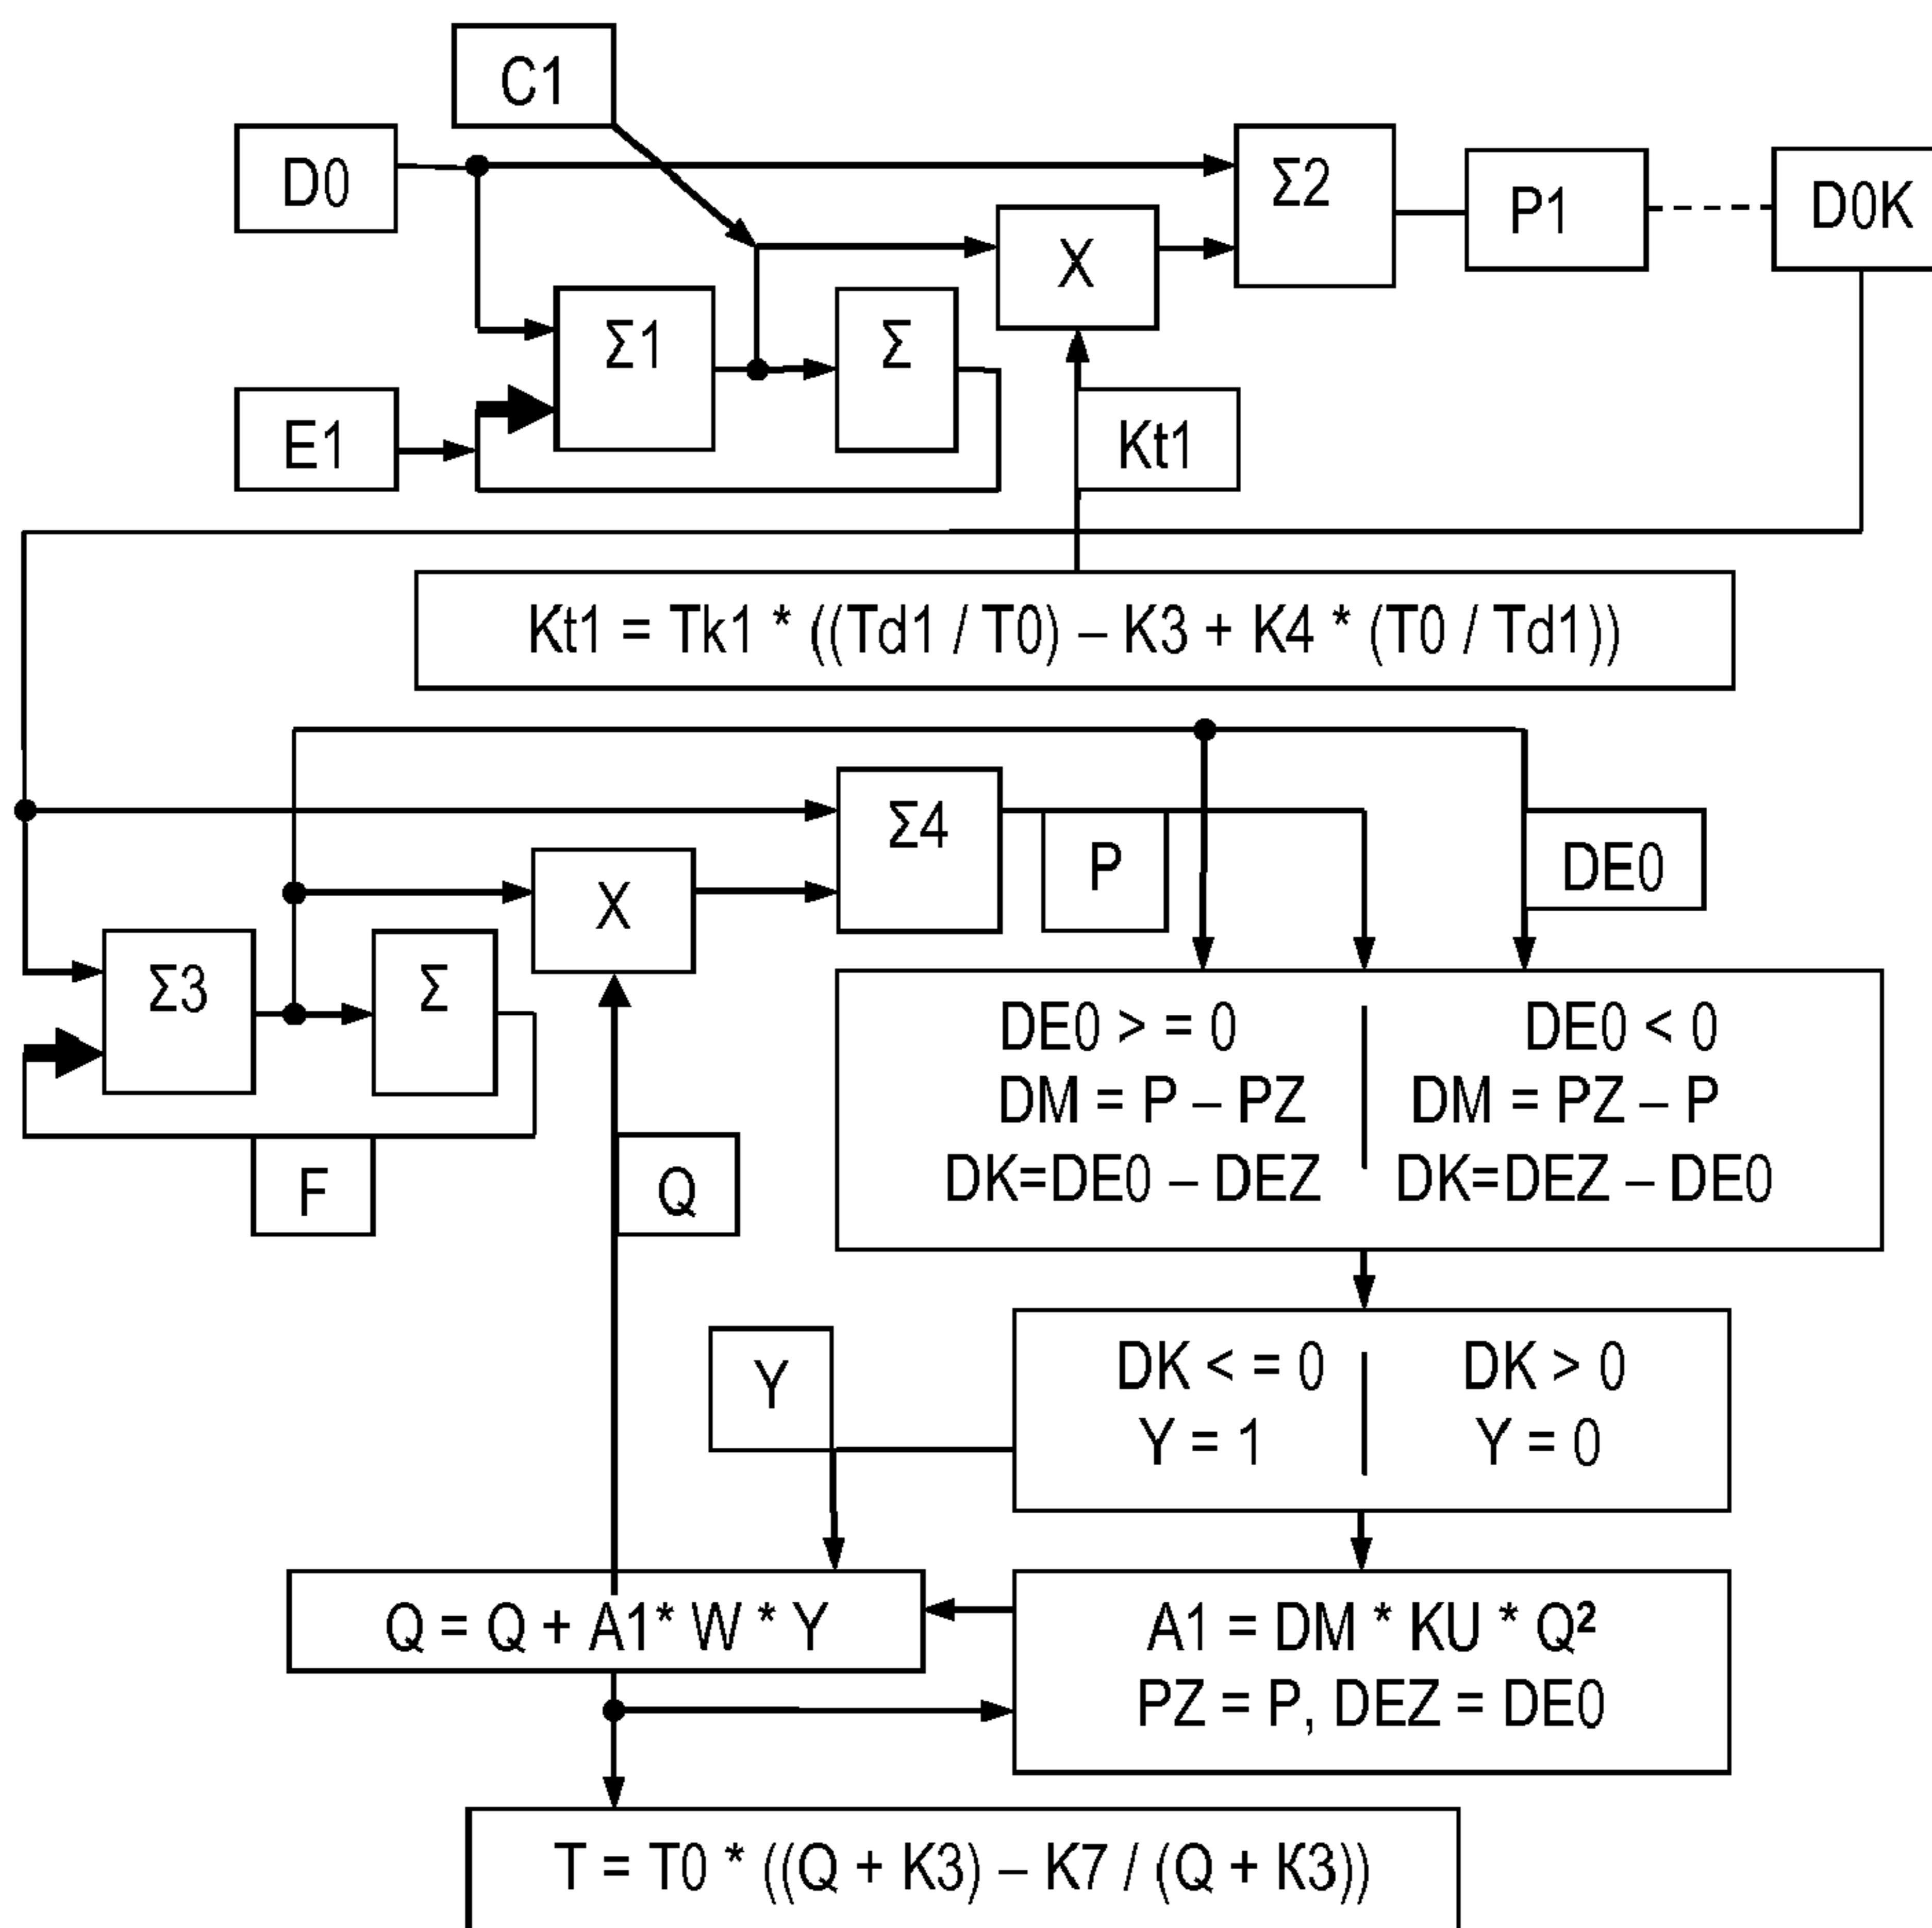 C1
D0
Σ2
P1
D0K
X
Σ1
Σ
E1
Kt1
Kt1 = Tk1 * ((Td1 / T0) – K3 + K4 * (T0 / Td1))
Σ4
P
DE0
X
Σ3
Σ
F
Q
DE0 > = 0
DE0 < 0
DM = P – PZ
DM = PZ – P
DK=DE0 – DEZ
DK=DEZ – DE0
Y
DK < = 0
DK > 0
Y = 1
Y = 0
Q = Q + A1* W * Y
A1 = DM * KU * Q²
PZ = P, DEZ = DE0
T = T0 * ((Q + K3) – K7 / (Q + K3))